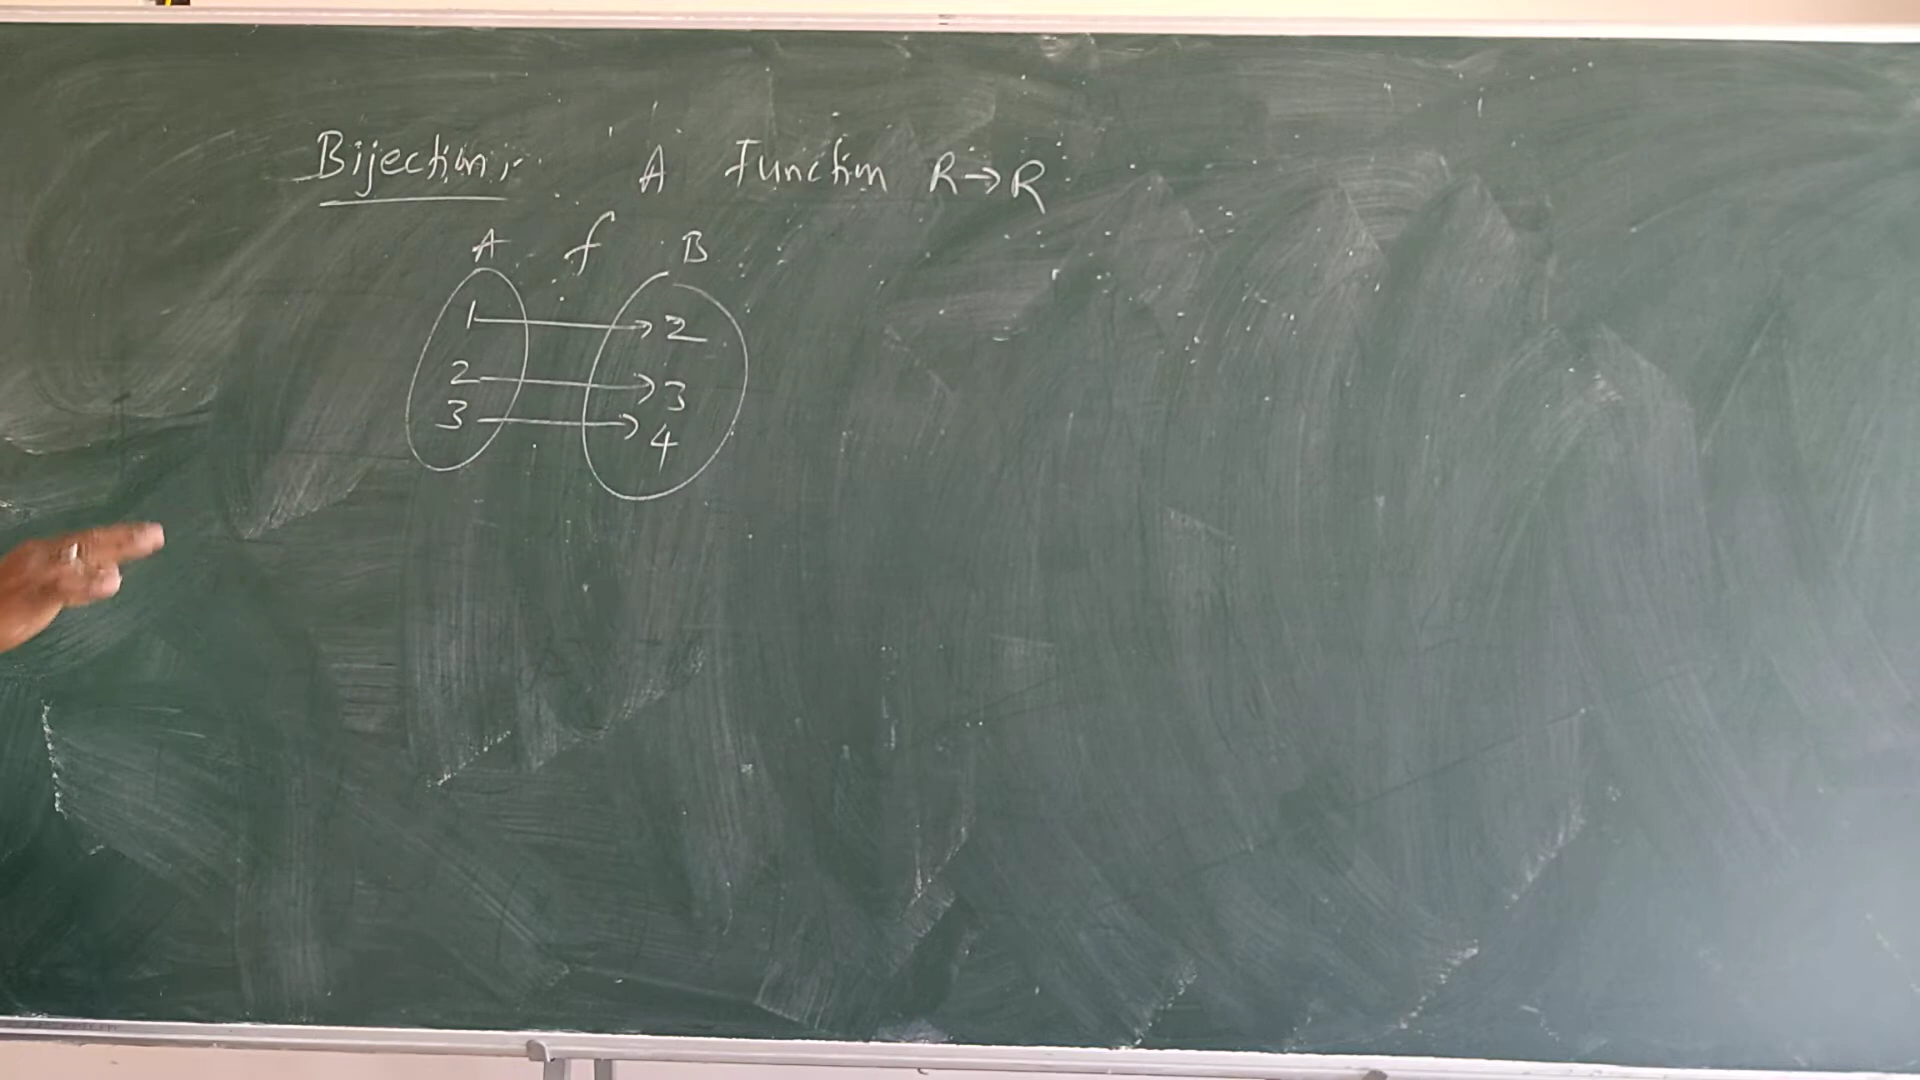 Bijection:- A Function R→R
A f B
1 → 2
2 → 3
3 → 4